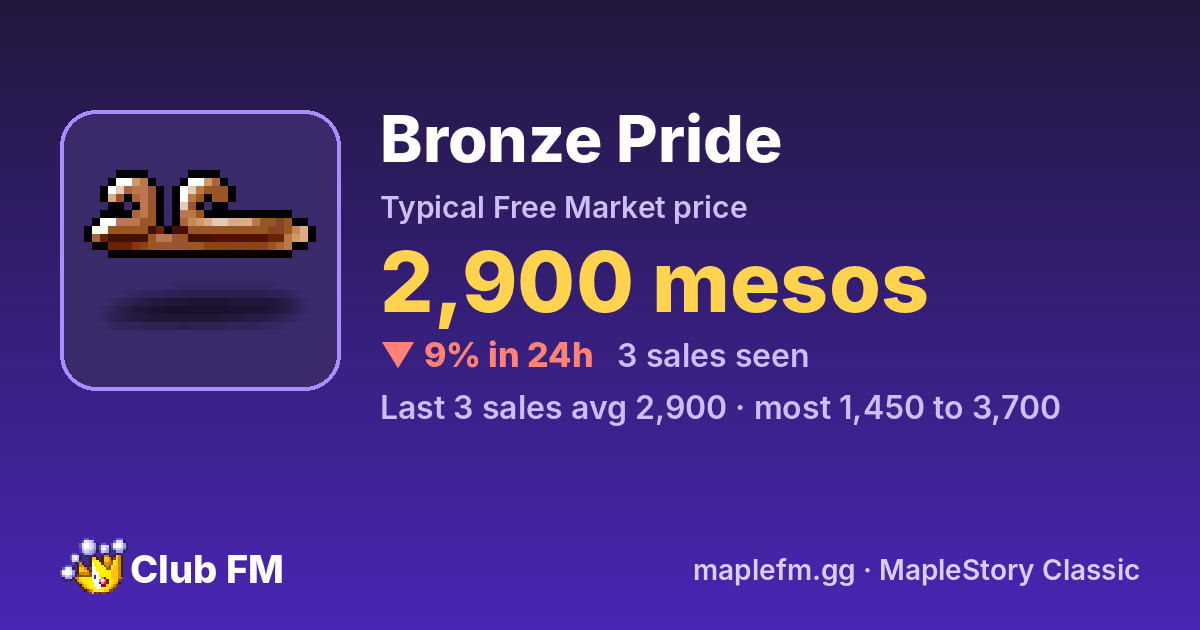 Bronze Pride
Typical Free Market price
2,900 mesos
▼ 9% in 24h 3 sales seen
Last 3 sales avg 2,900 · most 1,450 to 3,700
Club FM
maplefm.gg · MapleStory Classic